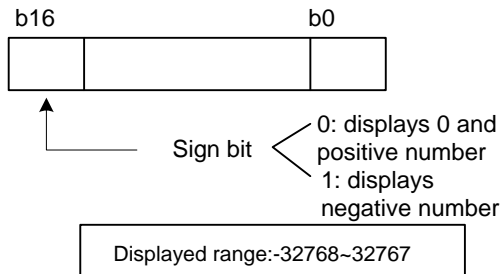 b16 b0
Sign bit
0: displays 0 and
positive number
1: displays
negative number
Displayed range:-32768~32767